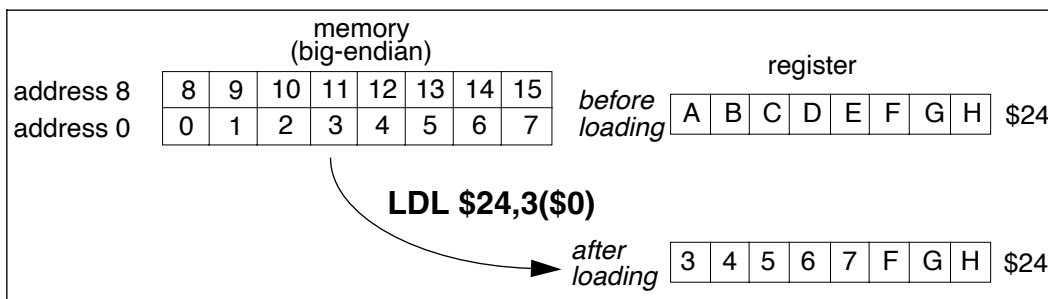 memory
(big-endian)
register
address 8 8 9 10 11 12 13 14 15
before
loading A B C D E F G H $24
address 0 0 1 2 3 4 5 6 7
LDL $24,3($0)
after
loading 3 4 5 6 7 F G H $24